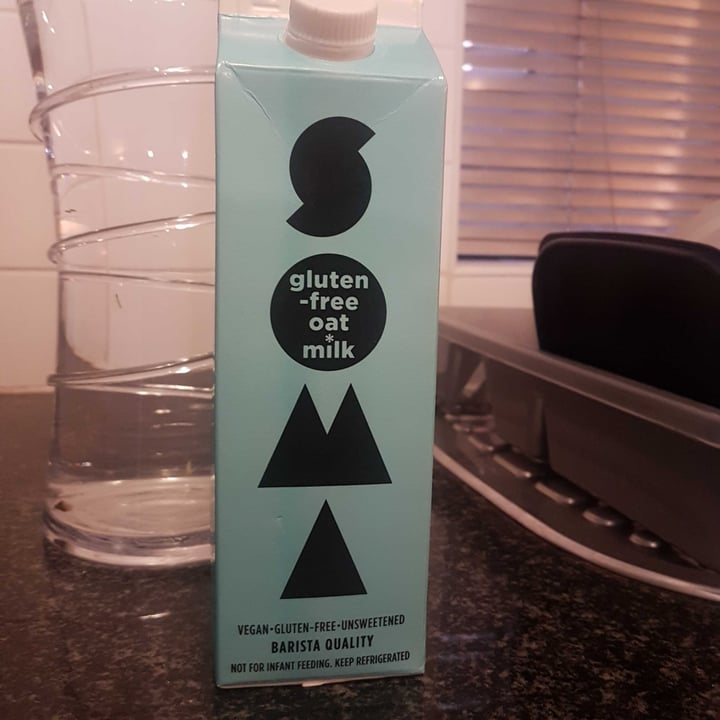 S
gluten
-free
oat
*
milk
M
A
VEGAN•GLUTEN-FREE•UNSWEETENED
BARISTA QUALITY
NOT FOR INFANT FEEDING. KEEP REFRIGERATED